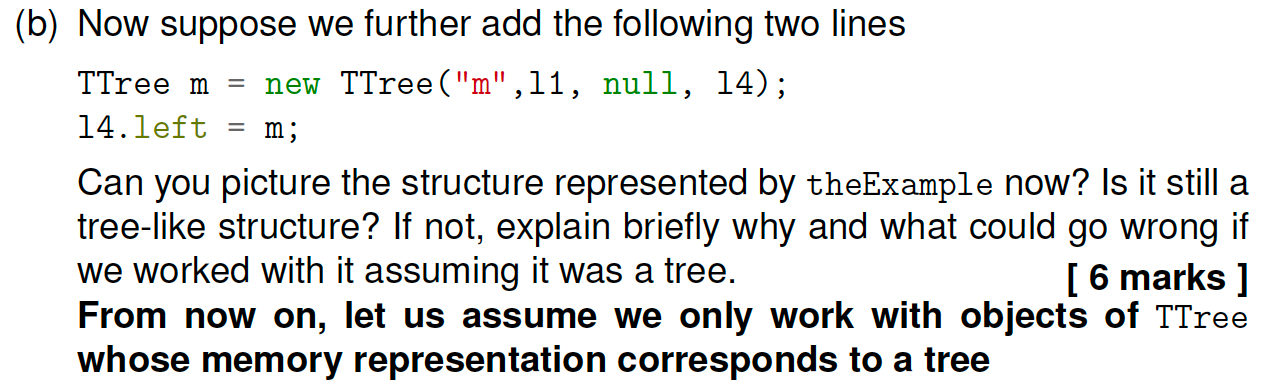 (b) Now suppose we further add the following two lines
TTree m = new TTree("m",l1, null, l4);
l4.left = m;
Can you picture the structure represented by theExample now? Is it still a
tree-like structure? If not, explain briefly why and what could go wrong if
we worked with it assuming it was a tree. [ 6 marks ]
From now on, let us assume we only work with objects of TTree
whose memory representation corresponds to a tree